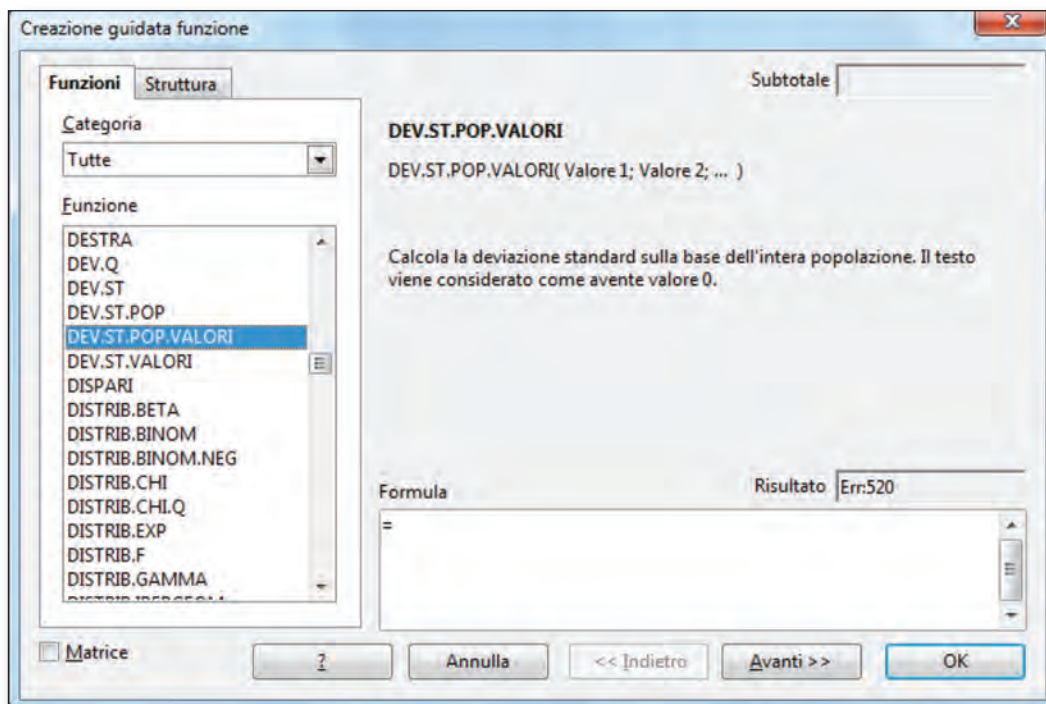 Creazione guidata funzione
Funzioni
Struttura
Subtotale
Categoria
Tutte
DEV.ST.POP.VALORI
DEV.ST.POP.VALORI( Valore 1; Valore 2; ... )
Funzione
DESTRA
DEV.Q
DEV.ST
DEV.ST.POP
DEV.ST.POP.VALORI
DEV.ST.VALORI
DISPARI
DISTRIB.BETA
DISTRIB.BINOM
DISTRIB.BINOM.NEG
DISTRIB.CHI
DISTRIB.CHI.Q
DISTRIB.EXP
DISTRIB.F
DISTRIB.GAMMA
Calcola la deviazione standard sulla base dell'intera popolazione. Il testo
viene considerato come avente valore 0.
Formula
Risultato
Err:520
=
Matrice
?
Annulla
<< Indietro
Avanti >>
OK